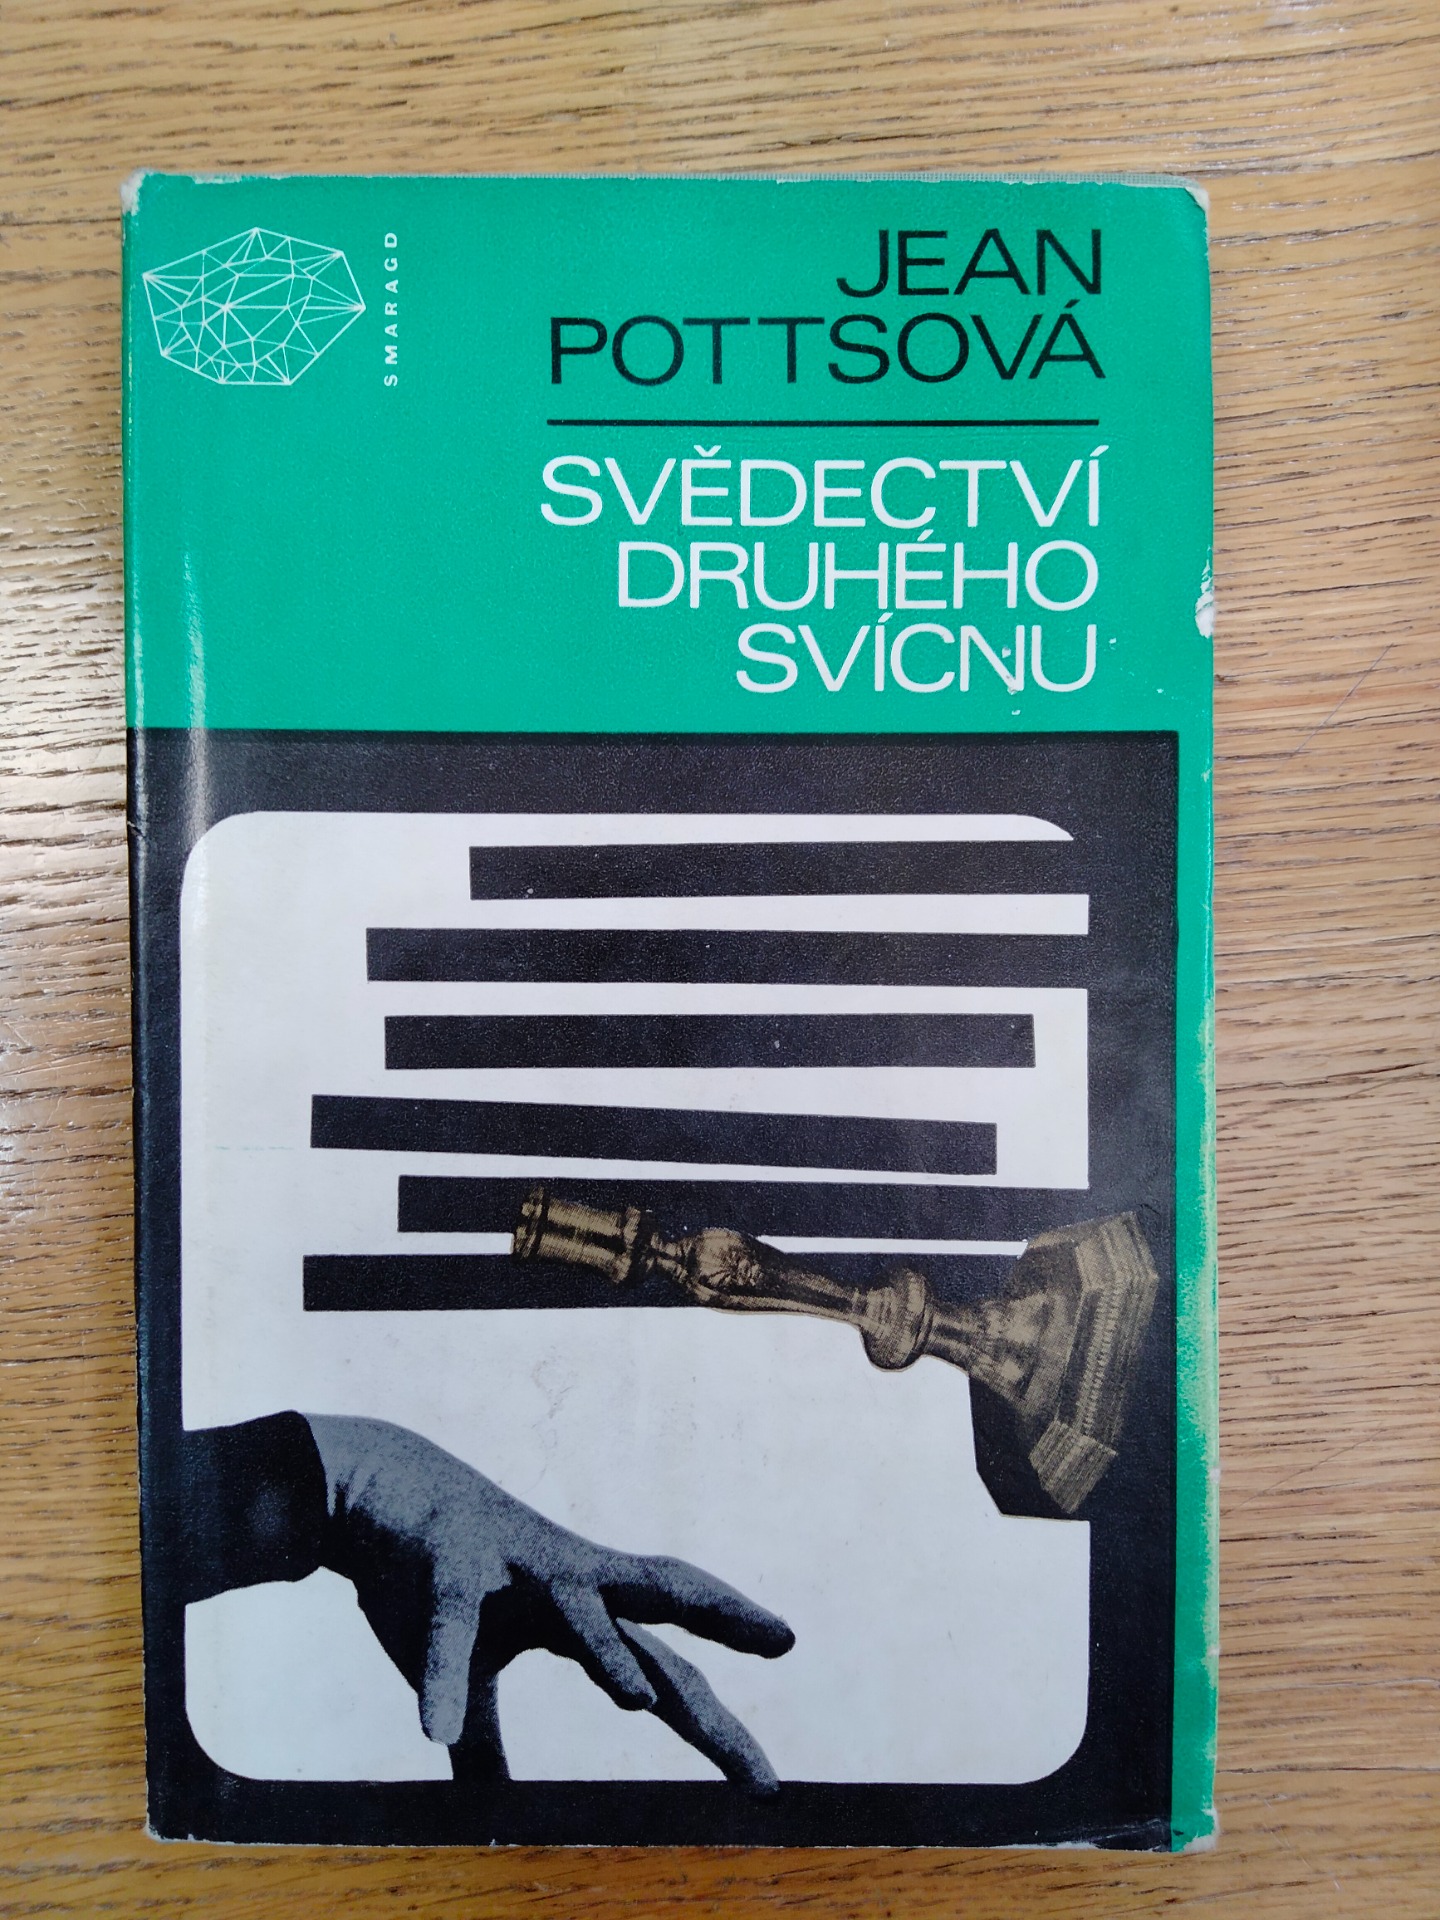 SMARAGD
JEAN
POTTSOVÁ
SVĚDECTVÍ
DRUHÉHO
SVÍCNU